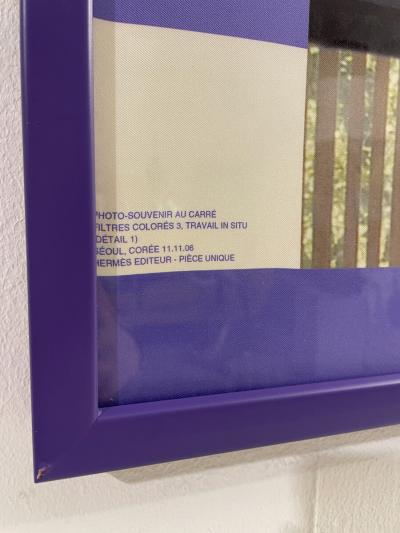 PHOTO-SOUVENIR AU CARRÉ
FILTRES COLORÉS 3, TRAVAIL IN SITU
(DÉTAIL 1)
SÉOUL, CORÉE 11.11.06
HERMÈS EDITEUR - PIÈCE UNIQUE